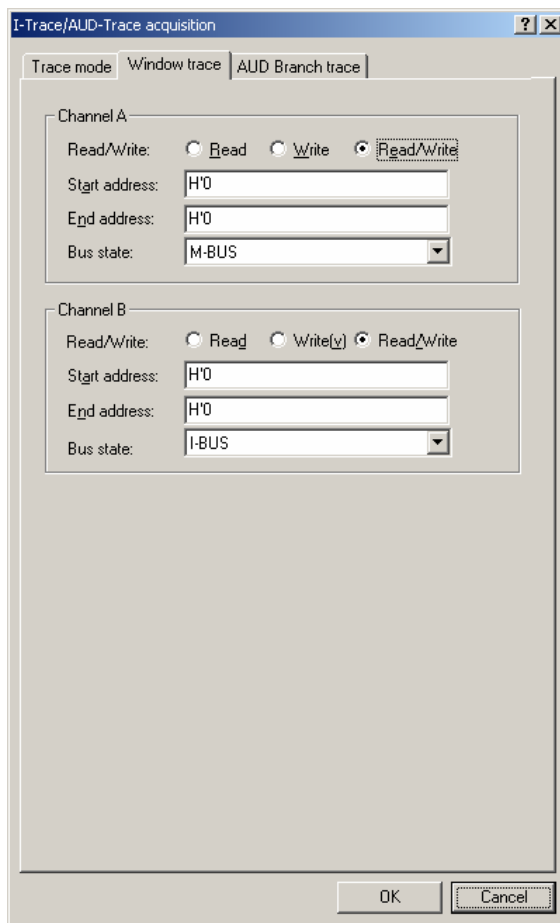 I-Trace/AUD-Trace acquisition
Trace mode Window trace AUD Branch trace
Channel A
Read/Write: Read Write Read/Write
Start address: H'0
End address: H'0
Bus state: M-BUS
Channel B
Read/Write: Read Write(v) Read/Write
Start address: H'0
End address: H'0
Bus state: I-BUS
OK Cancel